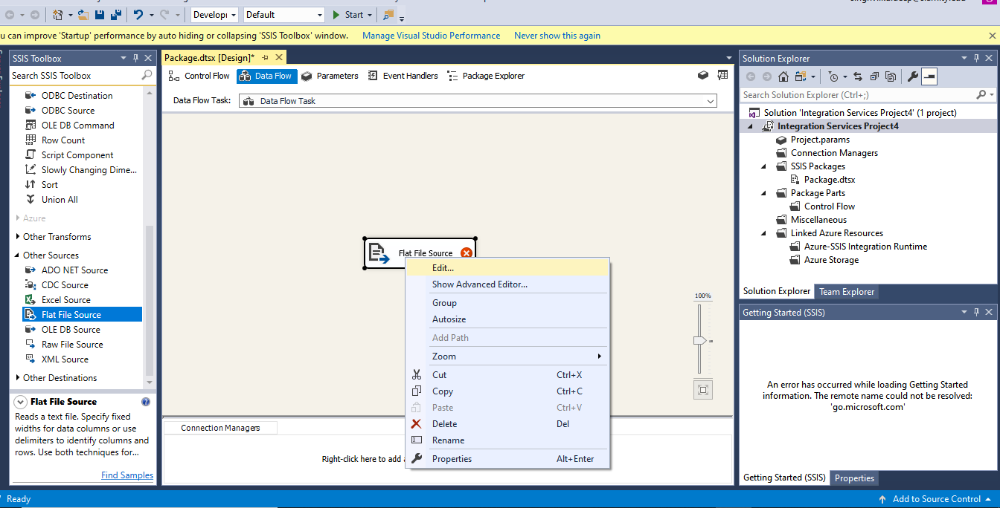 Developı
Default
Start
u can improve 'Startup' performance by auto hiding or collapsing 'SSIS Toolbox' window. Manage Visual Studio Performance Never show this again
SSIS Toolbox
Search SSIS Toolbox
ODBC Destination
ODBC Source
OLE DB Command
Row Count
Script Component
Slowly Changing Dime...
Sort
Union All
Azure
Other Transforms
Other Sources
ADO NET Source
CDC Source
Excel Source
Flat File Source
OLE DB Source
Raw File Source
XML Source
Other Destinations
Flat File Source
Reads a text file. Specify fixed
widths for data columns or use
delimiters to identify columns and
rows. Use both techniques for...
Find Samples
Package.dtsx [Design]*
Control Flow
Data Flow
Parameters
Event Handlers
Package Explorer
Data Flow Task:
Data Flow Task
Flat File Source
Edit...
Show Advanced Editor...
Group
Autosize
Add Path
Zoom
Cut Ctrl+X
Copy Ctrl+C
Paste Ctrl+V
Delete Del
Rename
Properties Alt+Enter
100%
Connection Managers
Right-click here to add
Solution Explorer
Search Solution Explorer (Ctrl+;)
Solution 'Integration Services Project4' (1 project)
Integration Services Project4
Project.params
Connection Managers
SSIS Packages
Package.dtsx
Package Parts
Control Flow
Miscellaneous
Linked Azure Resources
Azure-SSIS Integration Runtime
Azure Storage
Solution Explorer
Team Explorer
Getting Started (SSIS)
An error has occurred while loading Getting Started
information. The remote name could not be resolved:
'go.microsoft.com'
Getting Started (SSIS)
Properties
Ready
Add to Source Control